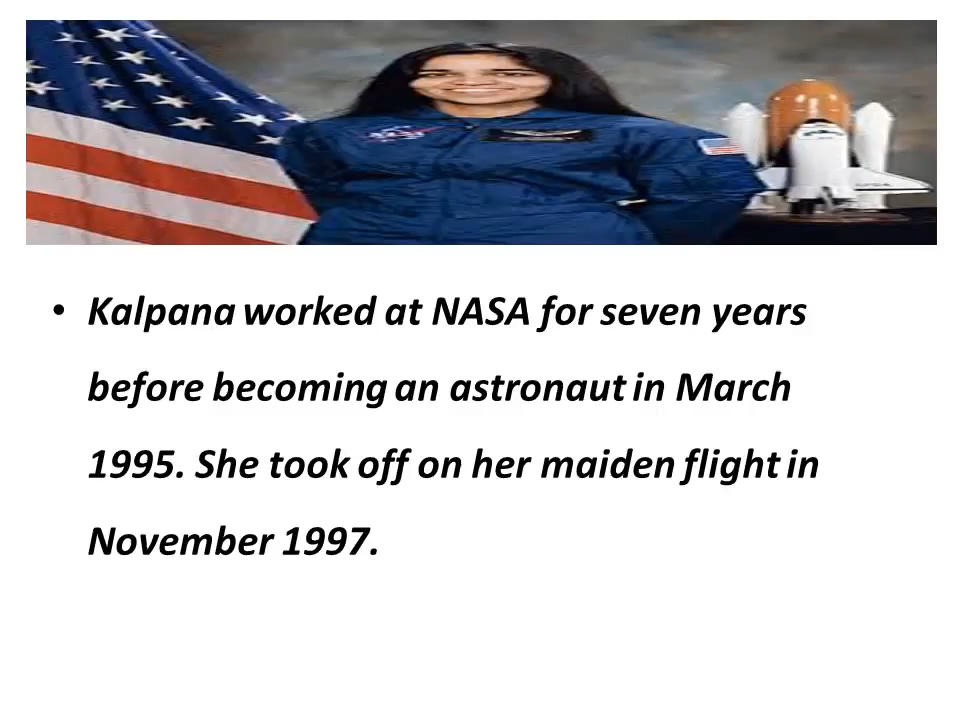 • Kalpana worked at NASA for seven years
before becoming an astronaut in March
1995. She took off on her maiden flight in
November 1997.